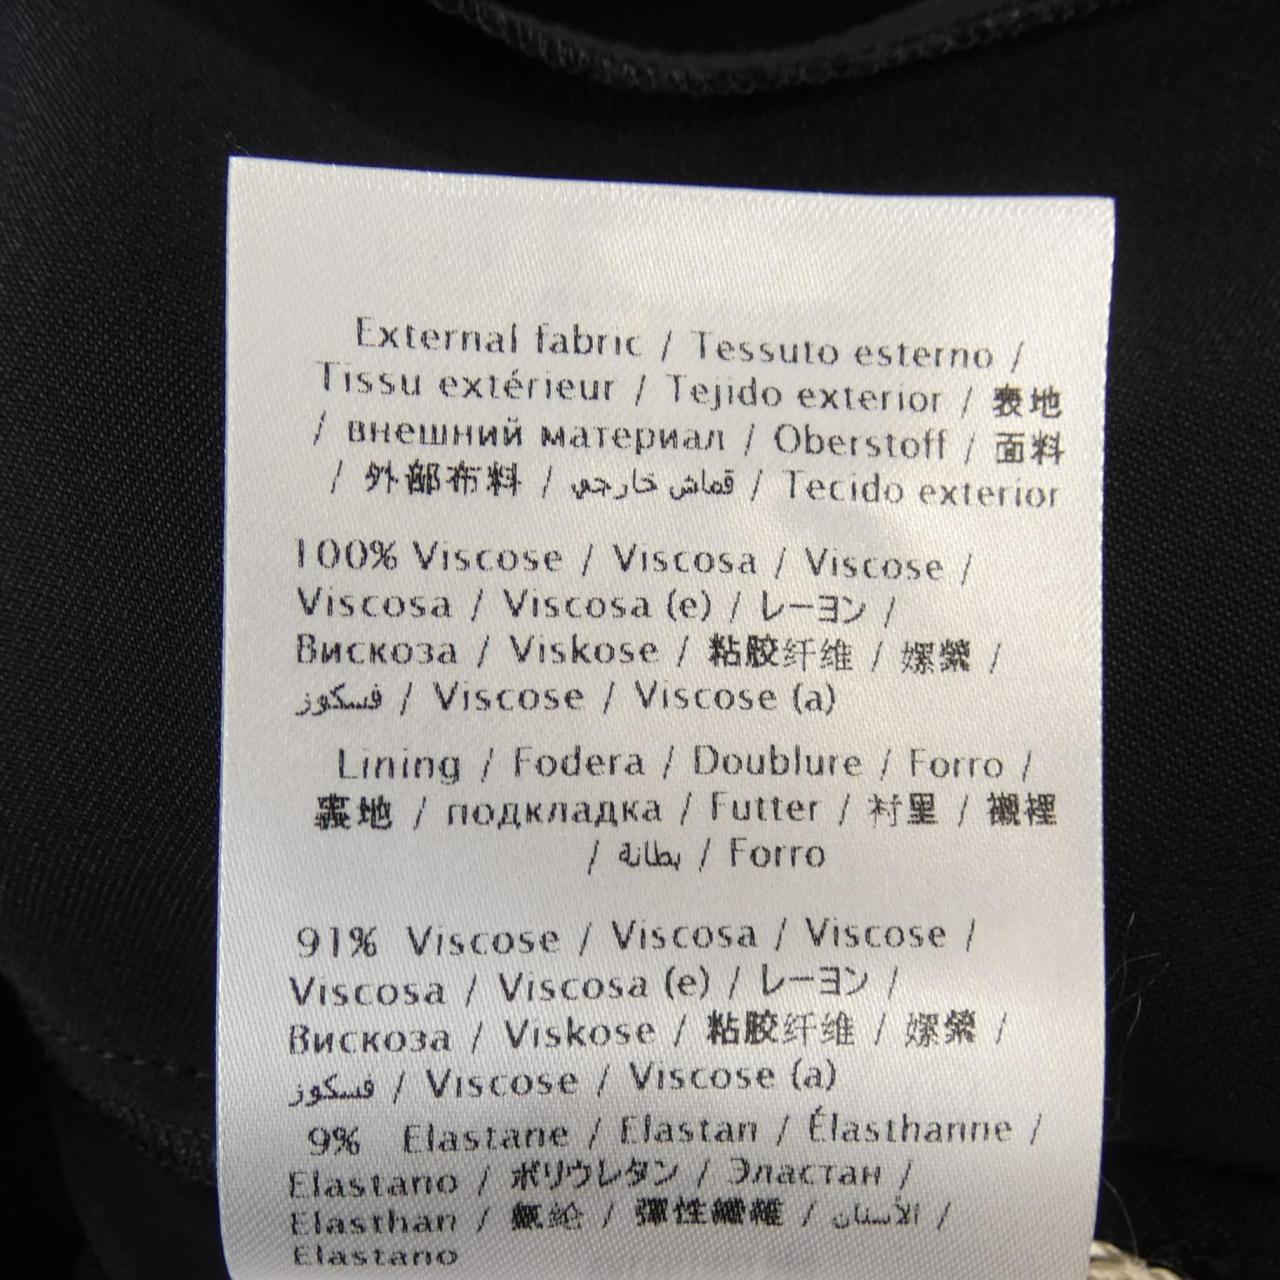 External fabric / Tessuto esterno /
Tissu extérieur / Tejido exterior / 表地
/ внешний материал / Oberstoff / 面料
/ 外部布料 / قماش خارجي / Tecido exterior
100% Viscose / Viscosa / Viscose /
Viscosa / Viscosa (e) / レーヨン /
Вискоза / Viskose / 粘胶纤维 / 嫘縈 /
فسكوز / Viscose / Viscose (a)
Lining / Fodera / Doublure / Forro /
裏地 / подкладка / Futter / 衬里 / 襯裡
/ بطانة / Forro
91% Viscose / Viscosa / Viscose /
Viscosa / Viscosa (e) / レーヨン /
Вискоза / Viskose / 粘胶纤维 / 嫘縈 /
فسكوز / Viscose / Viscose (a)
9% Elastane / Elastan / Élasthanne /
Elastano / ポリウレタン / Эластан /
Elasthan / 氨纶 / 彈性纖維 / الأستان /
Elastano